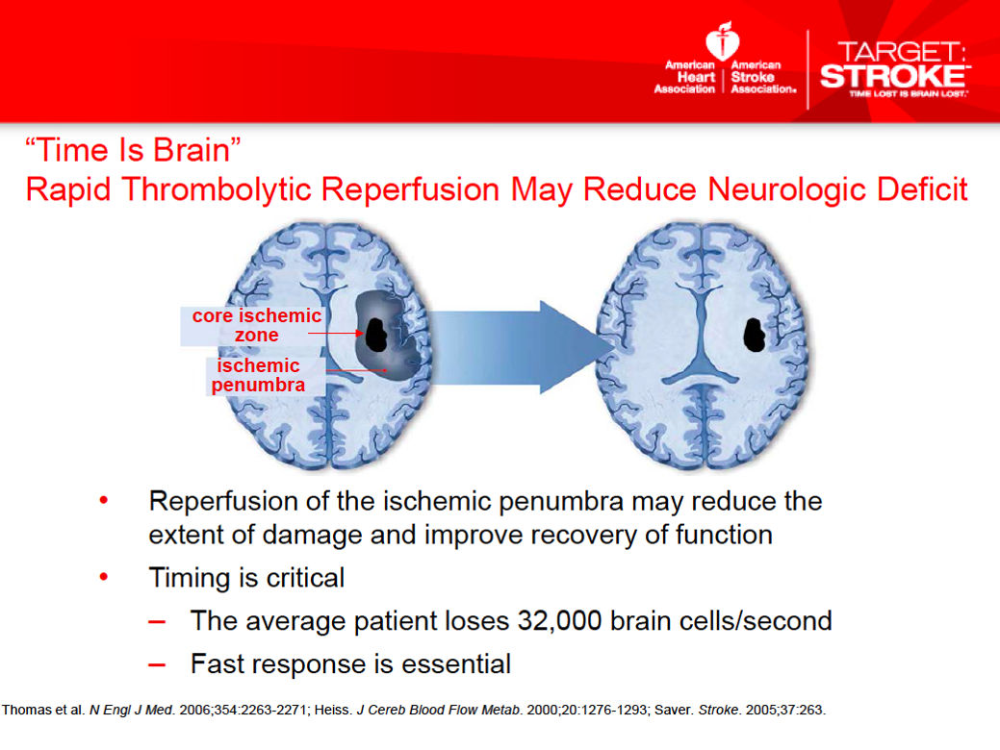 American American
Heart Stroke
Association Association®
TARGET:
STROKE
TIME LOST IS BRAIN LOST.
“Time Is Brain”
Rapid Thrombolytic Reperfusion May Reduce Neurologic Deficit
core ischemic
zone
ischemic
penumbra
• Reperfusion of the ischemic penumbra may reduce the
extent of damage and improve recovery of function
• Timing is critical
– The average patient loses 32,000 brain cells/second
– Fast response is essential
Thomas et al. N Engl J Med. 2006;354:2263-2271; Heiss. J Cereb Blood Flow Metab. 2000;20:1276-1293; Saver. Stroke. 2005;37:263.